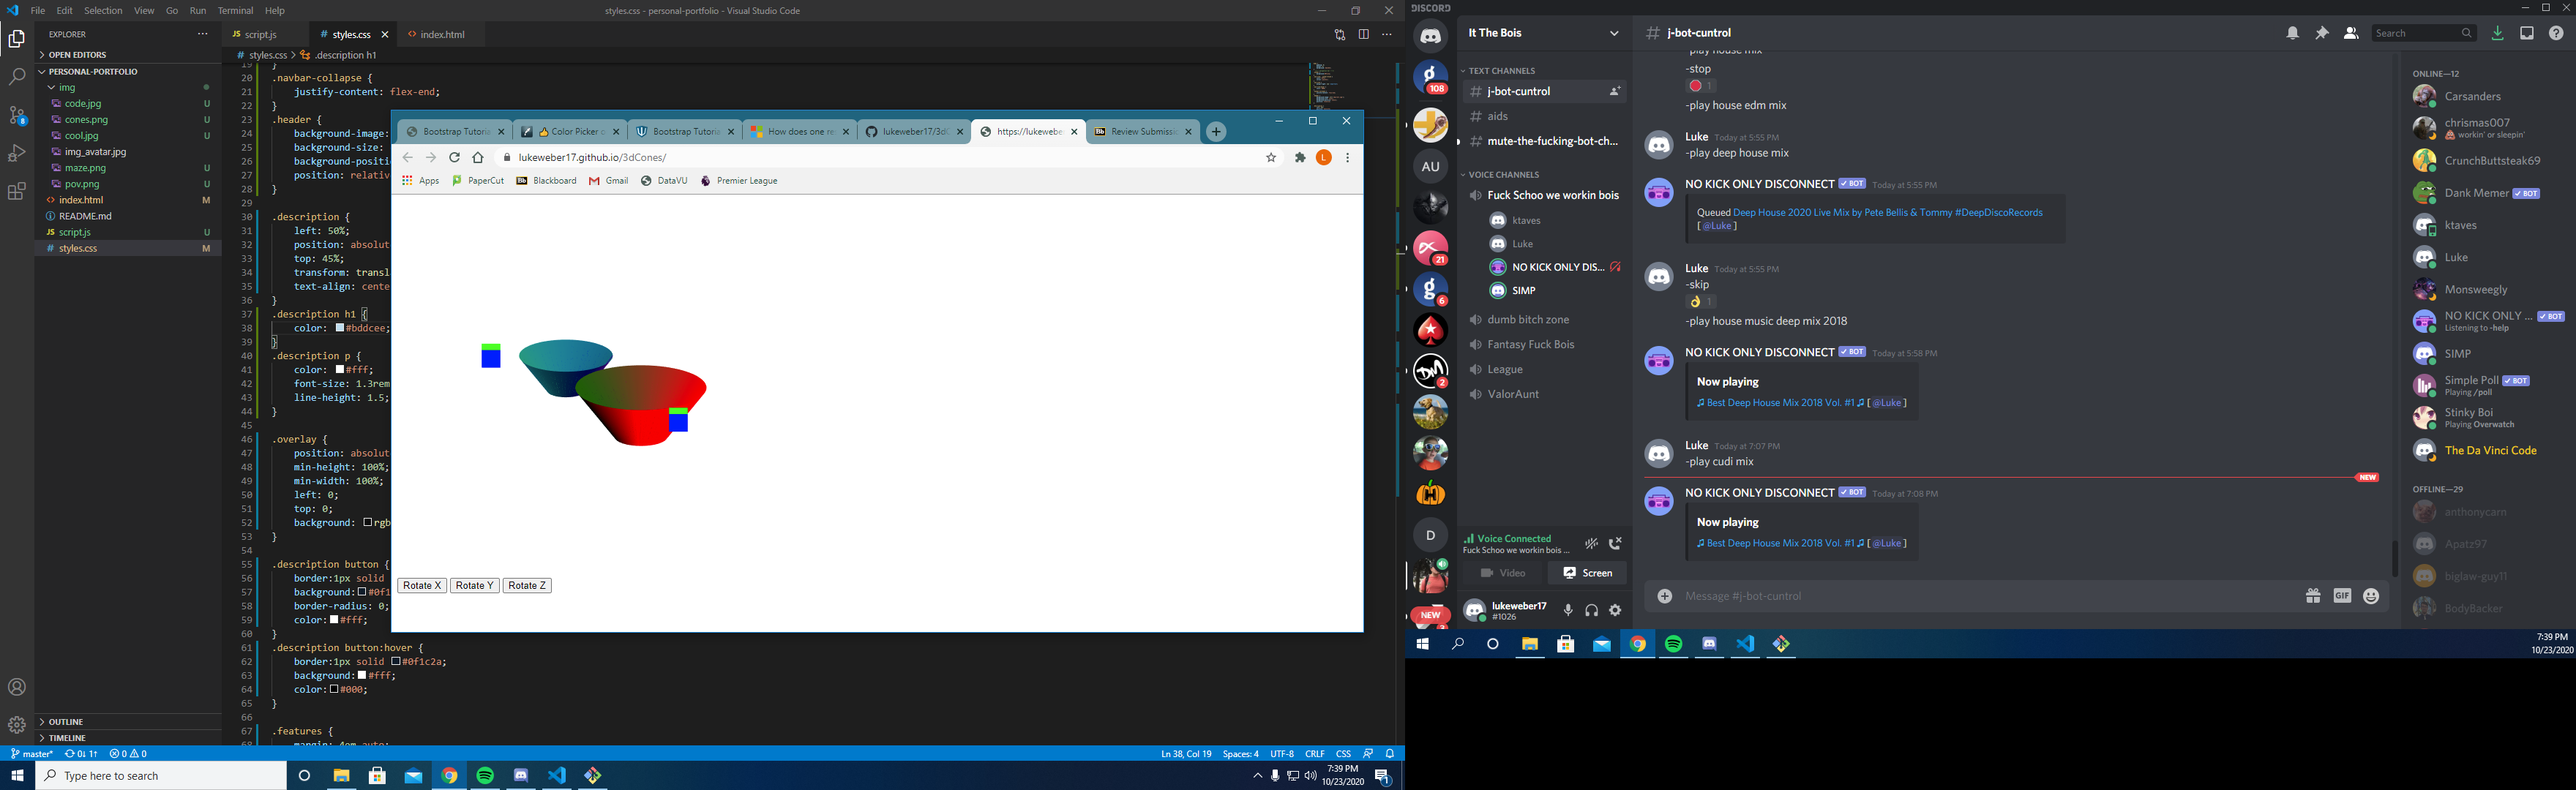 File Edit Selection View Go Run Terminal Help
styles.css - personal-portfolio - Visual Studio Code
EXPLORER
OPEN EDITORS
PERSONAL-PORTFOLIO
img
code.jpg U
cones.png U
cool.jpg U
img_avatar.jpg
maze.png U
pov.png U
index.html M
README.md
script.js U
styles.css M
OUTLINE
TIMELINE
script.js
styles.css
index.html
styles.css > .description h1
19 }
20 .navbar-collapse {
21 justify-content: flex-end;
22 }
23 .header {
24 background-image:
25 background-size:
26 background-positi
27 position: relative
28 }
29
30 .description {
31 left: 50%;
32 position: absolut
33 top: 45%;
34 transform: transl
35 text-align: cente
36 }
37 .description h1 {
38 color: #bddcee;
39 }
40 .description p {
41 color: #fff;
42 font-size: 1.3rem
43 line-height: 1.5;
44 }
45
46 .overlay {
47 position: absolut
48 min-height: 100%;
49 min-width: 100%;
50 left: 0;
51 top: 0;
52 background: rgb
53 }
54
55 .description button {
56 border:1px solid
57 background: #0f1
58 border-radius: 0;
59 color: #fff;
60 }
61 .description button:hover {
62 border:1px solid #0f1c2a;
63 background: #fff;
64 color: #000;
65 }
66
67 .features {
68 margin: 4em auto;
Bootstrap Tutoria
Color Picker o
Bootstrap Tutoria
How does one re
lukeweber17/3dC
https://lukewebe
Review Submissio
lukeweber17.github.io/3dCones/
L
Apps PaperCut Blackboard Gmail DataVU Premier League
Rotate X Rotate Y Rotate Z
master* 0↓ 1↑ 0 0
Ln 38, Col 19 Spaces: 4 UTF-8 CRLF CSS
Type here to search
7:39 PM
10/23/2020
1
DISCORD
108
AU
21
6
2
D
NEW
It The Bois
TEXT CHANNELS
j-bot-cuntrol
aids
mute-the-fucking-bot-ch...
VOICE CHANNELS
Fuck Schoo we workin bois
ktaves
Luke
NO KICK ONLY DIS...
SIMP
dumb bitch zone
Fantasy Fuck Bois
League
ValorAunt
Voice Connected
Fuck Schoo we workin bois ...
Video Screen
lukeweber17
#1026
j-bot-cuntrol
Search
-play house mix
-stop
1
-play house edm mix
Luke Today at 5:55 PM
-play deep house mix
NO KICK ONLY DISCONNECT BOT Today at 5:55 PM
Queued Deep House 2020 Live Mix by Pete Bellis & Tommy #DeepDiscoRecords
[ @Luke ]
Luke Today at 5:55 PM
-skip
1
-play house music deep mix 2018
NO KICK ONLY DISCONNECT BOT Today at 5:58 PM
Now playing
♫ Best Deep House Mix 2018 Vol. #1 ♫ [ @Luke ]
Luke Today at 7:07 PM
-play cudi mix
NEW
NO KICK ONLY DISCONNECT BOT Today at 7:08 PM
Now playing
♫ Best Deep House Mix 2018 Vol. #1 ♫ [ @Luke ]
Message #j-bot-cuntrol
GIF
ONLINE—12
Carsanders
chrismas007
workin' or sleepin'
CrunchButtsteak69
Dank Memer BOT
ktaves
Luke
Monsweegly
NO KICK ONLY ... BOT
Listening to -help
SIMP
Simple Poll BOT
Playing /poll
Stinky Boi
Playing Overwatch
The Da Vinci Code
OFFLINE—29
anthonycarn
Apatz97
biglaw-guy11
BodyBacker
7:39 PM
10/23/2020